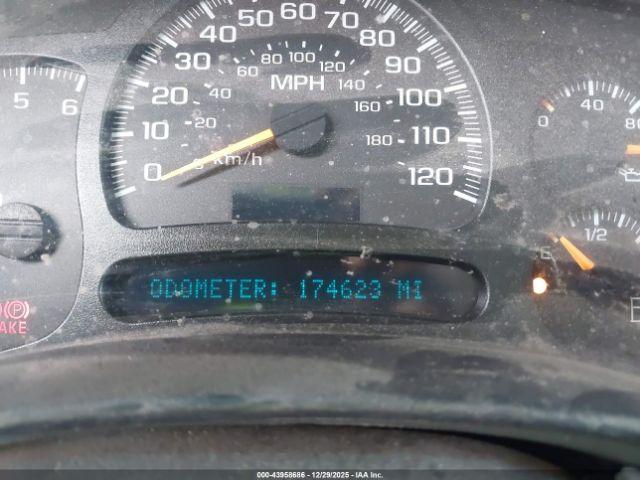 5 6
0 10 20 30 40 50 60 70 80 90 100 110 120
20 40 60 80 100 120 140 160 180
MPH
km/h
0 40 80
E 1/2
ODOMETER: 174623 MI
(P)
000-43958686 - 12/29/2025 - IAA Inc.